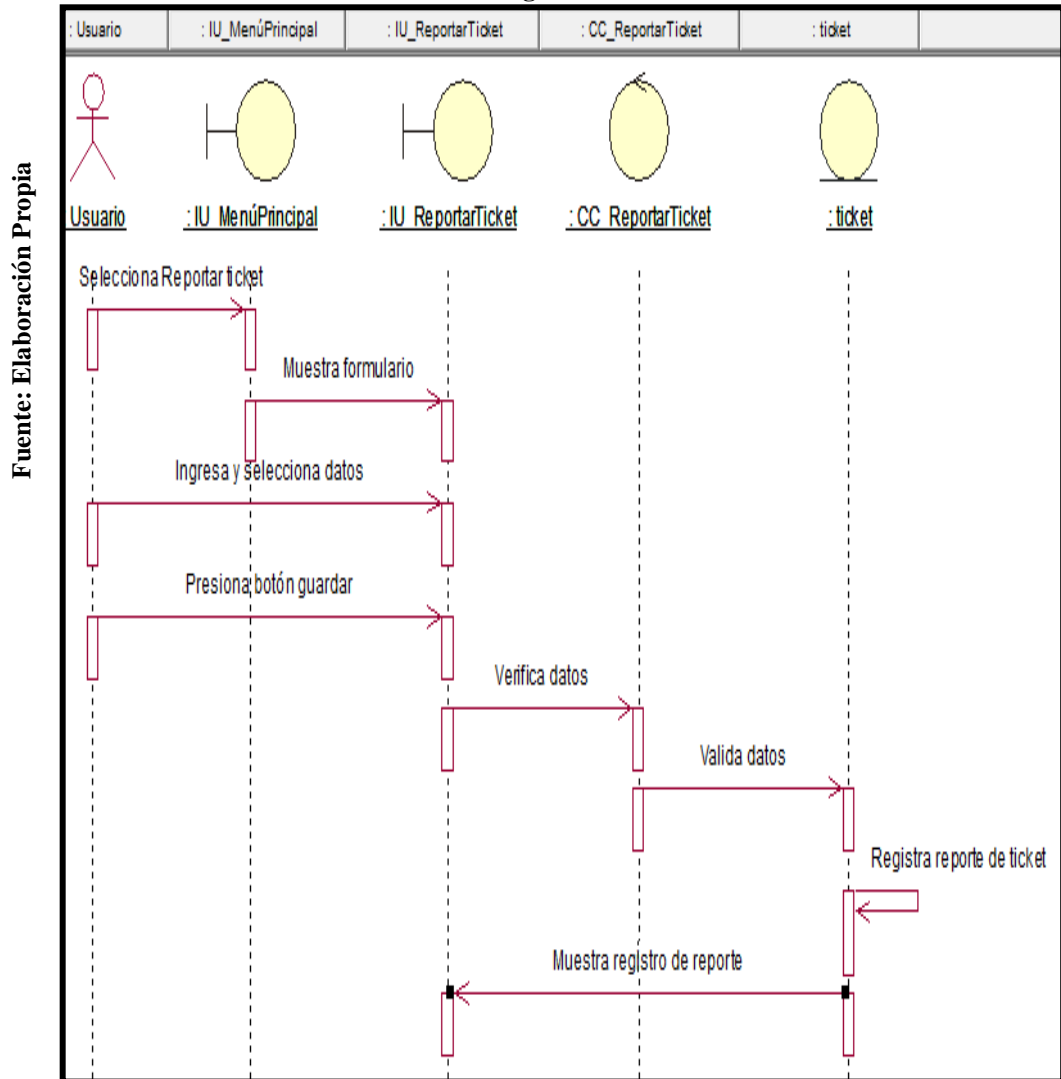 : Usuario
: IU_MenúPrincipal
: IU_ReportarTicket
: CC_ReportarTicket
: ticket
Usuario
: IU_MenúPrincipal
: IU_ReportarTicket
: CC_ReportarTicket
: ticket
Fuente: Elaboración Propia
Selecciona Reportar ticket
Muestra formulario
Ingresa y selecciona datos
Presiona botón guardar
Verifica datos
Valida datos
Registra reporte de ticket
Muestra registro de reporte